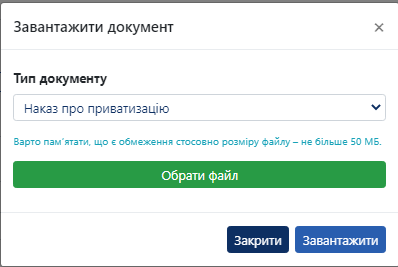 Завантажити документ
×
Тип документу
Наказ про приватизацію
Варто пам'ятати, що є обмеження стосовно розміру файлу – не більше 50 МБ.
Обрати файл
Закрити
Завантажити